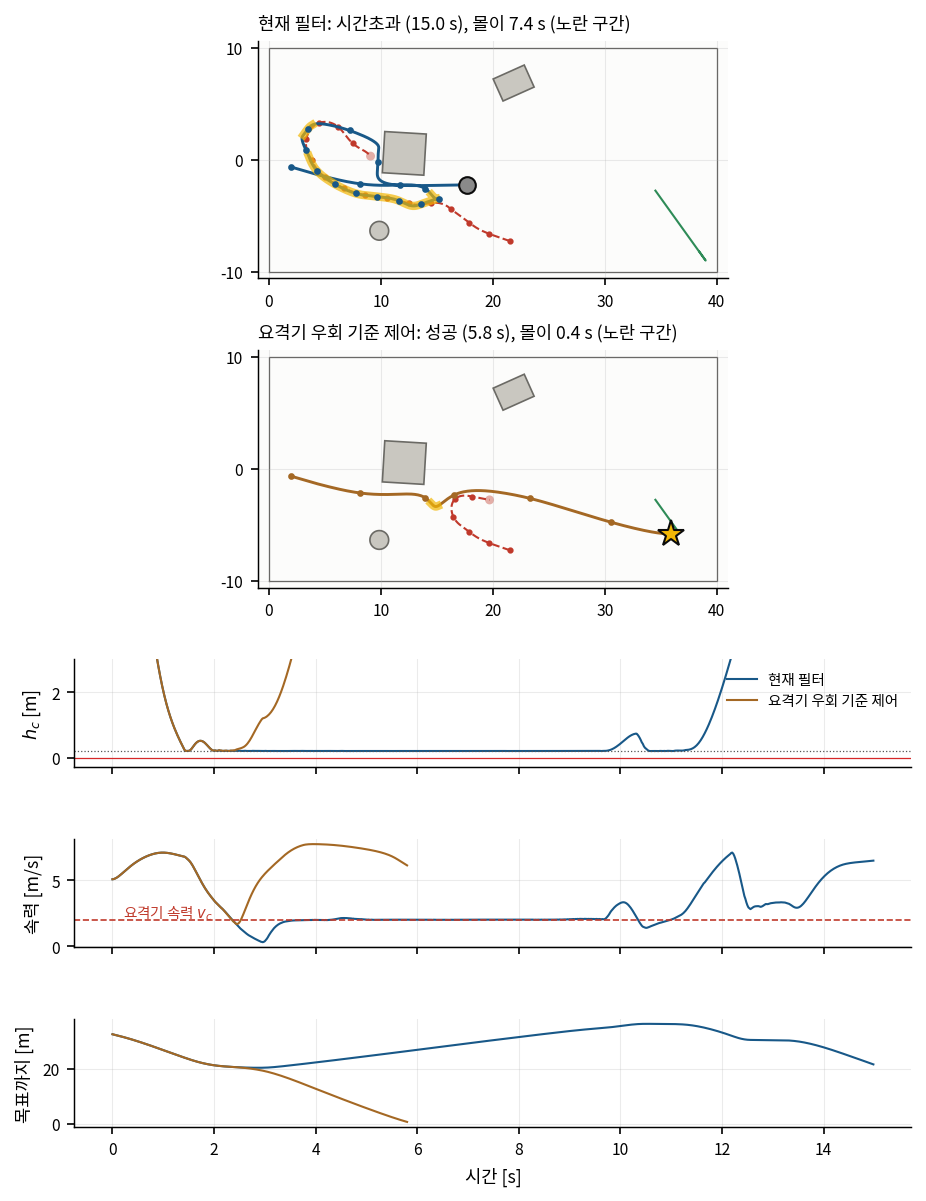 현재 필터: 시간초과 (15.0 s), 몰이 7.4 s (노란 구간)
10
0
-10
0 10 20 30 40
요격기 우회 기준 제어: 성공 (5.8 s), 몰이 0.4 s (노란 구간)
10
0
-10
0 10 20 30 40
h_c [m]
2
0
현재 필터
요격기 우회 기준 제어
속력 [m/s]
5
0
요격기 속력 v_c
목표까지 [m]
20
0
0 2 4 6 8 10 12 14
시간 [s]